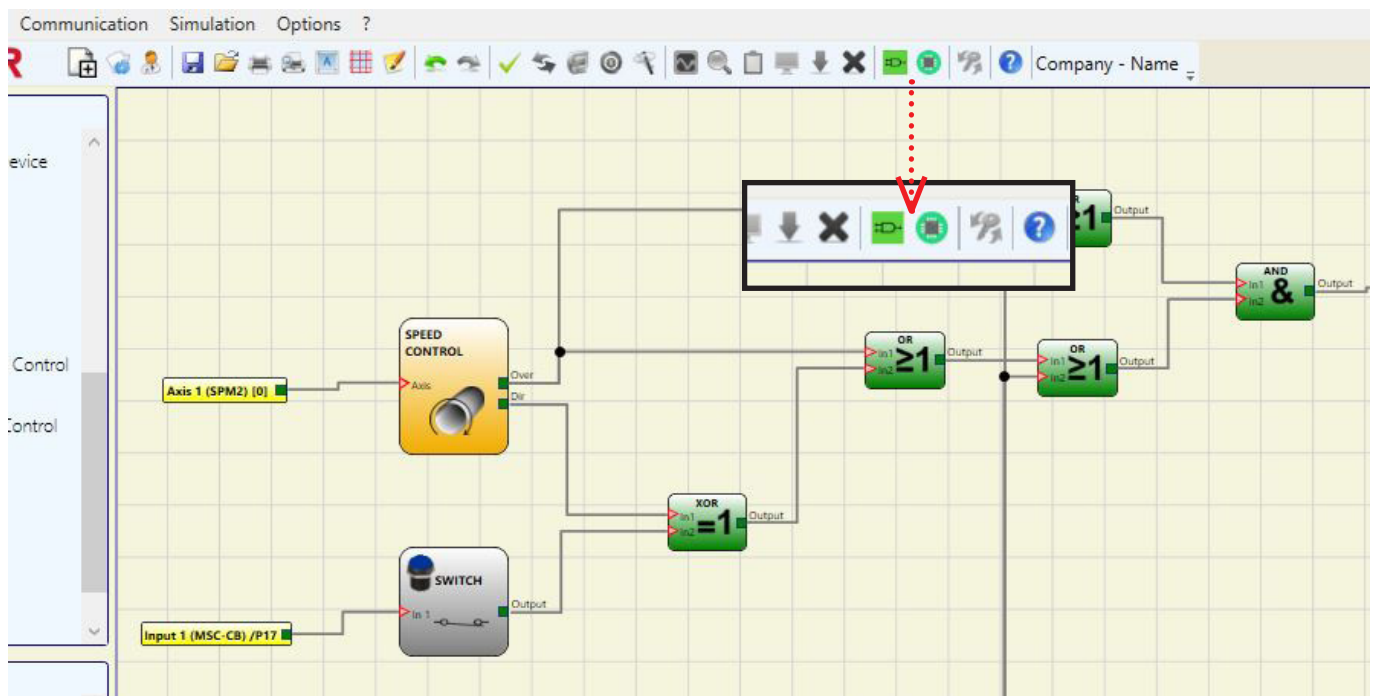 Communication Simulation Options ?
R
Company - Name
evice
Output
AND
In1
In2
&
Output
1
SPEED
CONTROL
Axis
Over
Dir
Control
Axis 1 (SPM2) [0]
OR
In1
In2
≥1
Output
OR
In1
In2
≥1
Output
Control
XOR
In1
In2
=1
Output
SWITCH
In 1
Output
Input 1 (MSC-CB) /P17